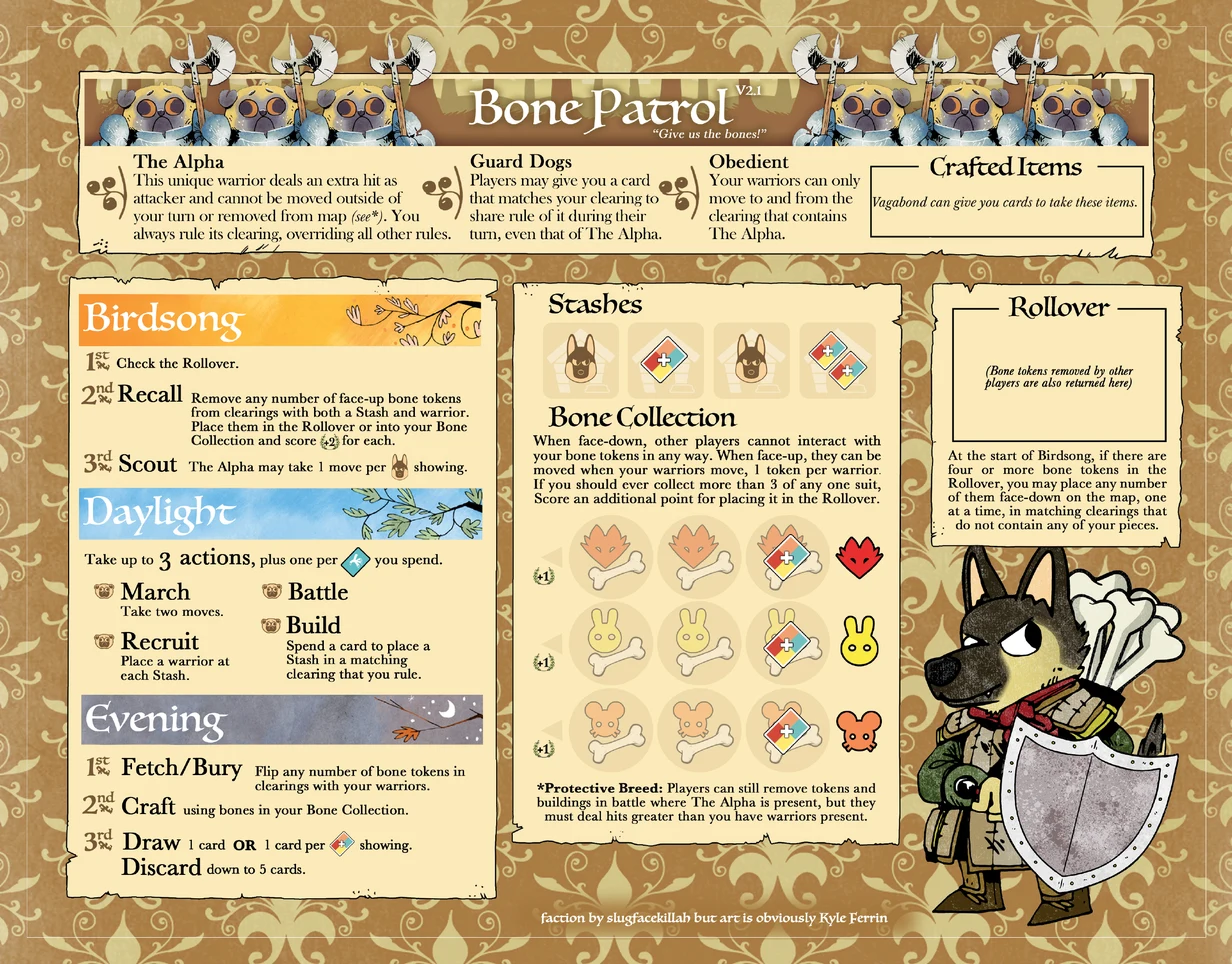 Bone Patrol V2.1
"Give us the bones!"
The Alpha
This unique warrior deals an extra hit as
attacker and cannot be moved outside of
your turn or removed from map (see*). You
always rule its clearing, overriding all other rules.
Guard Dogs
Players may give you a card
that matches your clearing to
share rule of it during their
turn, even that of The Alpha.
Obedient
Your warriors can only
move to and from the
clearing that contains
The Alpha.
Crafted Items
Vagabond can give you cards to take these items.
Birdsong
1st Check the Rollover.
2nd Recall Remove any number of face-up bone tokens
from clearings with both a Stash and warrior.
Place them in the Rollover or into your Bone
Collection and score +2 for each.
3rd Scout The Alpha may take 1 move per showing.
Daylight
Take up to 3 actions, plus one per you spend.
March
Take two moves.
Recruit
Place a warrior at
each Stash.
Battle
Build
Spend a card to place a
Stash in a matching
clearing that you rule.
Evening
1st Fetch/Bury Flip any number of bone tokens in
clearings with your warriors.
2nd Craft using bones in your Bone Collection.
3rd Draw 1 card OR 1 card per showing.
Discard down to 5 cards.
Stashes
+
+
+
Bone Collection
When face-down, other players cannot interact with
your bone tokens in any way. When face-up, they can be
moved when your warriors move, 1 token per warrior.
If you should ever collect more than 3 of any one suit,
Score an additional point for placing it in the Rollover.
+1
+
+1
+
+1
+
*Protective Breed: Players can still remove tokens and
buildings in battle where The Alpha is present, but they
must deal hits greater than you have warriors present.
Rollover
(Bone tokens removed by other
players are also returned here)
At the start of Birdsong, if there are
four or more bone tokens in the
Rollover, you may place any number
of them face-down on the map, one
at a time, in matching clearings that
do not contain any of your pieces.
faction by slugfacekillah but art is obviously Kyle Ferrin